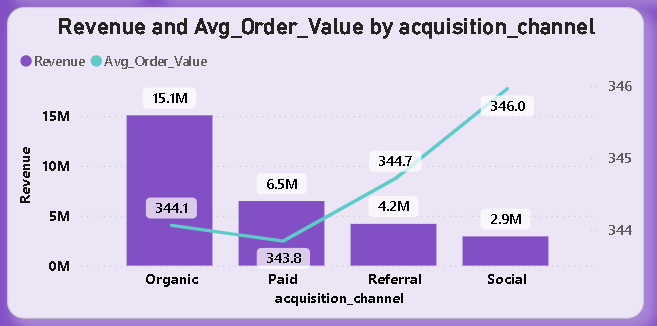 Revenue and Avg_Order_Value by acquisition_channel
Revenue Avg_Order_Value
15.1M
346
346.0
15M
345
344.7
10M
6.5M
344.1
4.2M
5M
344
2.9M
343.8
0M
Revenue
Organic Paid Referral Social
acquisition_channel